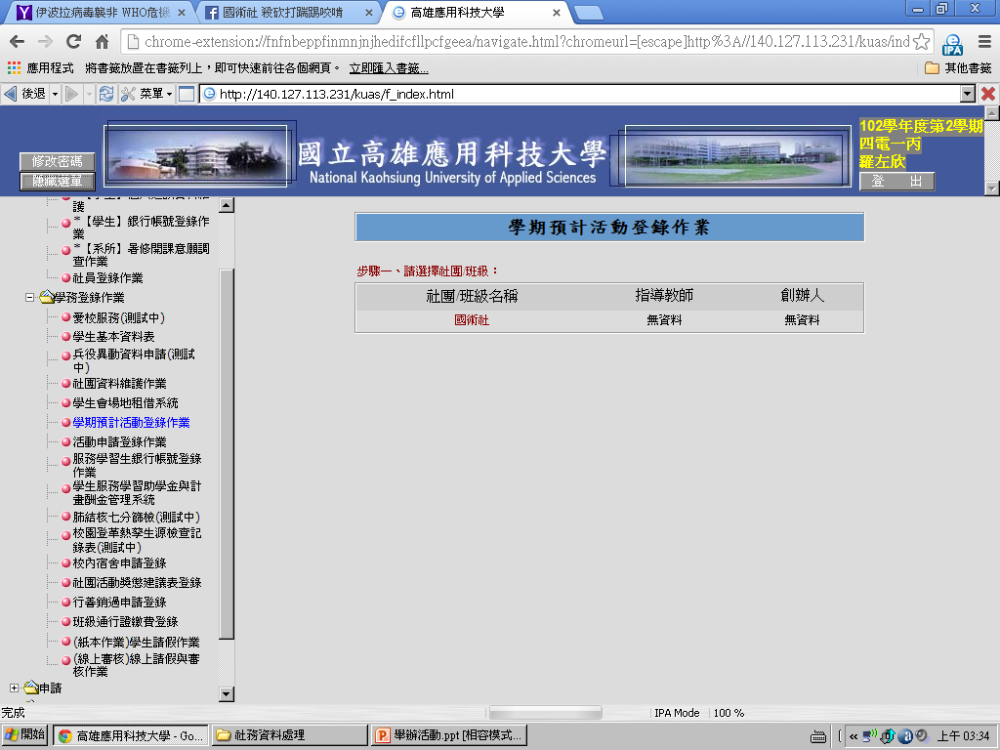 伊波拉病毒襲非 WHO危機
國術社 殺砍打踹踢咬啃
高雄應用科技大學
chrome-extension://fnfnbeppfinmnjnjhedifcfllpcfgeea/navigate.html?chromeurl=[escape]http%3A//140.127.113.231/kuas/ind
IPA
應用程式 將書籤放置在書籤列上，即可快速前往各個網頁。 立即匯入書籤...
其他書籤
後退 菜單 http://140.127.113.231/kuas/f_index.html
修改密碼
隱藏選單
國立高雄應用科技大學
National Kaohsiung University of Applied Sciences
102學年度第2學期
四電一丙
羅左欣
登 出
護
*【學生】銀行帳號登錄作
業
*【系所】暑修開課意願調
查作業
社員登錄作業
學務登錄作業
愛校服務(測試中)
學生基本資料表
兵役異動資料申請(測試
中)
社團資料維護作業
學生會場地租借系統
學期預計活動登錄作業
活動申請登錄作業
服務學習生銀行帳號登錄
作業
學生服務學習助學金與計
畫酬金管理系統
肺結核七分篩檢(測試中)
校園登革熱孳生源檢查記
錄表(測試中)
校內宿舍申請登錄
社團活動獎懲建議表登錄
行善銷過申請登錄
班級通行證繳費登錄
(紙本作業)學生請假作業
(線上審核)線上請假與審
核作業
申請
學期預計活動登錄作業
步驟一、請選擇社團/班級：
社團/班級名稱 指導教師 創辦人
國術社 無資料 無資料
完成
IPA Mode 100 %
開始 高雄應用科技大學 - Go... 社務資料處理 舉辦活動.ppt [相容模式... 上午 03:34